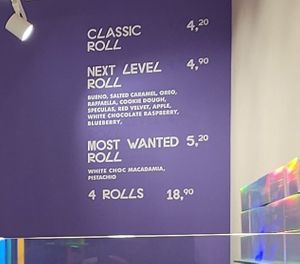 CLASSIC 4,20
ROLL
NEXT LEVEL 4,90
ROLL
BUENO, SALTED CARAMEL, OREO,
RAFFAELLA, COOKIE DOUGH,
SPECULAS, RED VELVET, APPLE,
WHITE CHOCOLATE RASPBERRY,
BLUEBERRY,
MOST WANTED 5,20
ROLL
WHITE CHOC MACADAMIA,
PISTACHIO
4 ROLLS 18,90